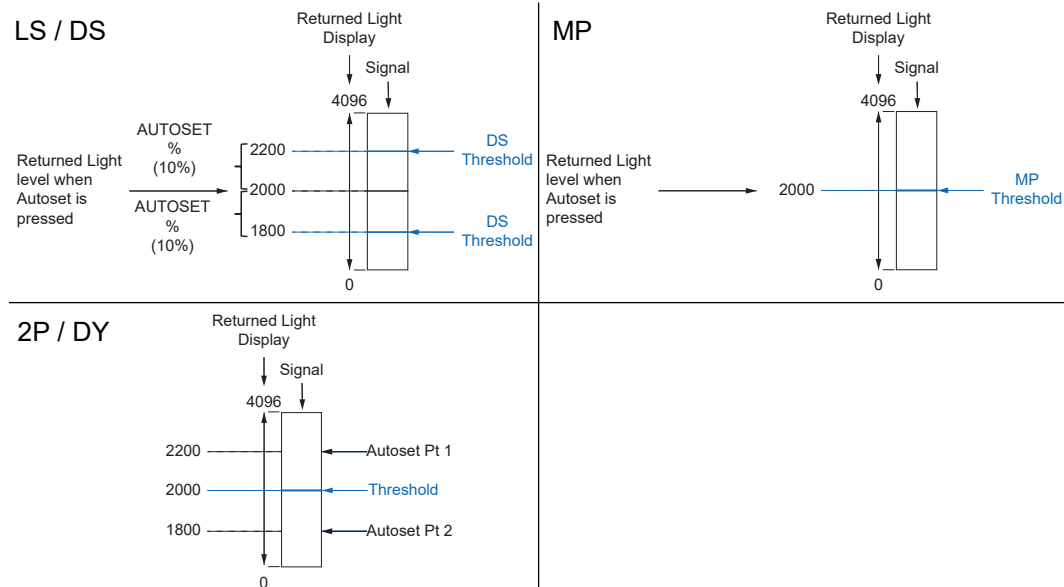 LS / DS
Returned Light
Display
Signal
4096
AUTOSET
%
(10%)
2200
DS
Threshold
Returned Light
level when
Autoset is
pressed
2000
AUTOSET
%
(10%)
1800
DS
Threshold
0
MP
Returned Light
Display
Signal
4096
Returned Light
level when
Autoset is
pressed
2000
MP
Threshold
0
2P / DY
Returned Light
Display
Signal
4096
2200
Autoset Pt 1
2000
Threshold
1800
Autoset Pt 2
0